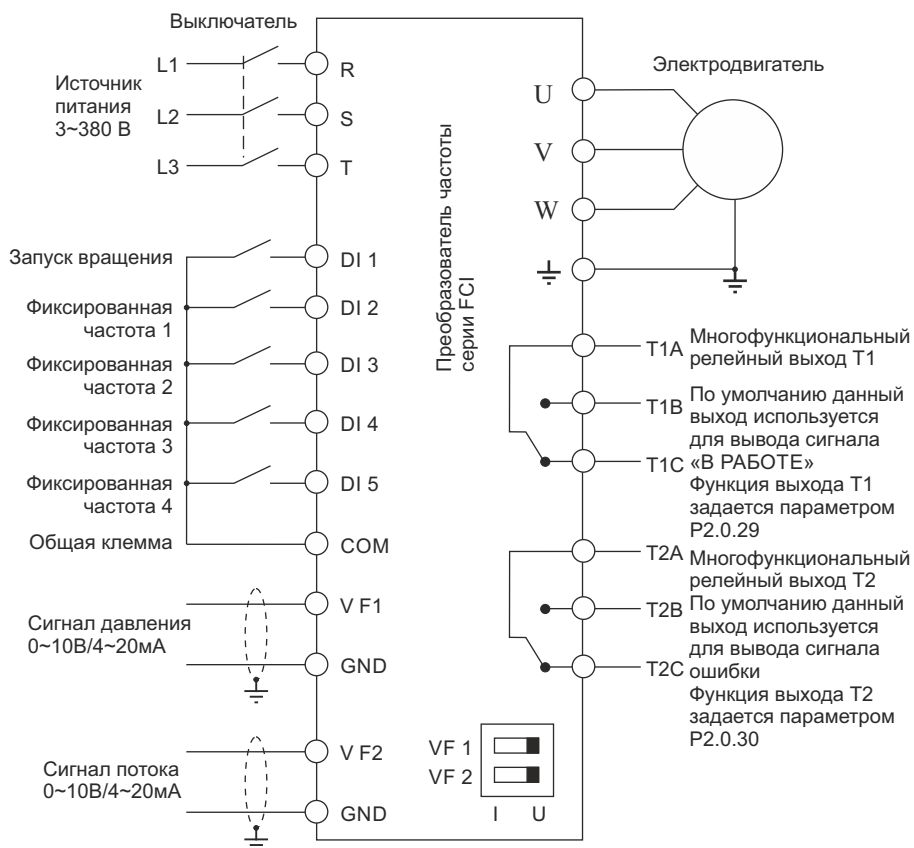 Выключатель
L1
R
Источник
питания
3~380 В
L2
S
L3
T
Преобразователь частоты
серии FCI
Электродвигатель
U
V
W
Запуск вращения
DI 1
Фиксированная
частота 1
DI 2
Фиксированная
частота 2
DI 3
Фиксированная
частота 3
DI 4
Фиксированная
частота 4
DI 5
Общая клемма
COM
Сигнал давления
0~10В/4~20мА
V F1
GND
Сигнал потока
0~10В/4~20мА
V F2
GND
T1A
T1B
T1C
Многофункциональный
релейный выход T1
По умолчанию данный
выход используется
для вывода сигнала
«В РАБОТЕ»
Функция выхода T1
задается параметром
P2.0.29
T2A
T2B
T2C
Многофункциональный
релейный выход T2
По умолчанию данный
выход используется
для вывода сигнала
ошибки
Функция выхода T2
задается параметром
P2.0.30
VF 1
VF 2
I U